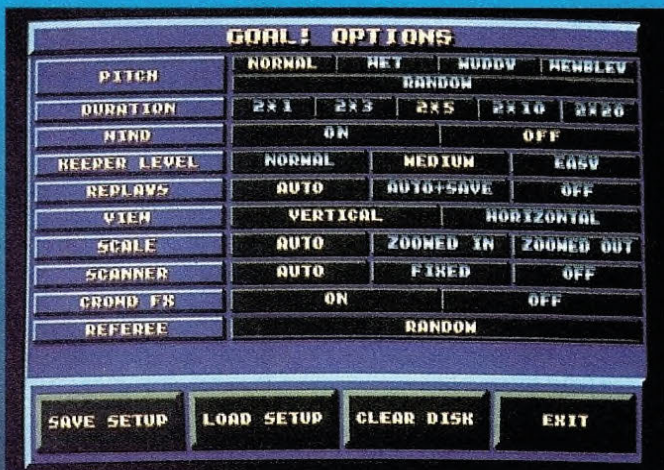 GOAL! OPTIONS
PITCH NORMAL WET MUDDY WEMBLEY
RANDOM
DURATION 2X1 2X3 2X5 2X10 2X20
WIND ON OFF
KEEPER LEVEL NORMAL MEDIUM EASY
REPLAYS AUTO AUTO+SAVE OFF
VIEW VERTICAL HORIZONTAL
SCALE AUTO ZOOMED IN ZOOMED OUT
SCANNER AUTO FIXED OFF
CROWD FX ON OFF
REFEREE RANDOM
SAVE SETUP LOAD SETUP CLEAR DISK EXIT